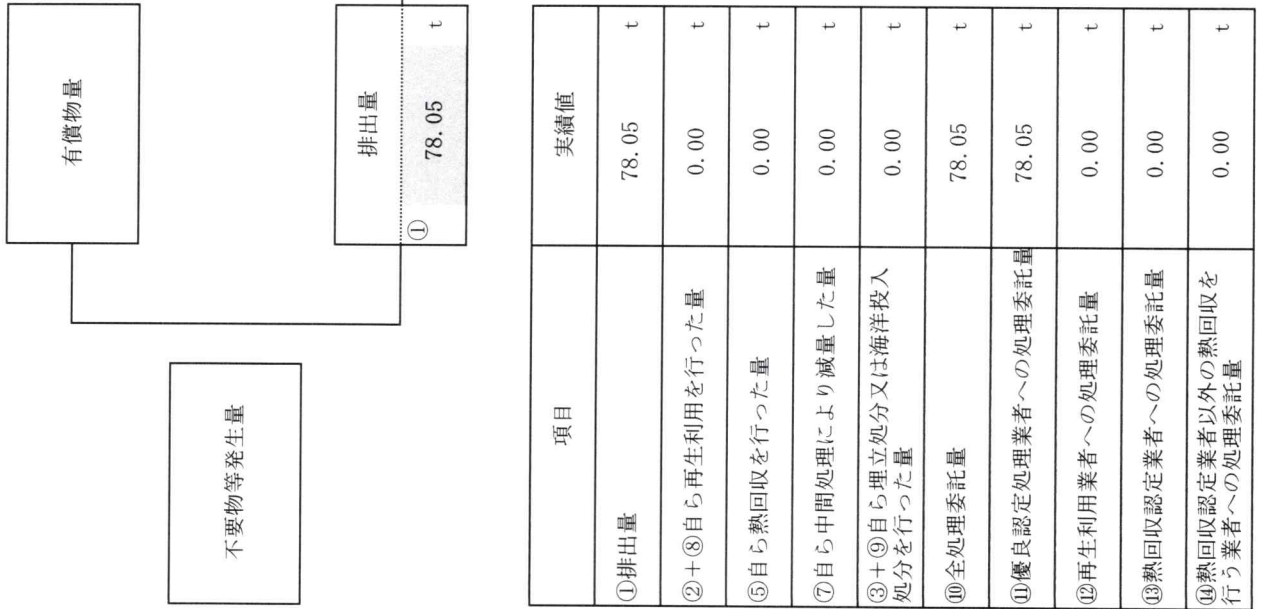 有償物量
不要物等発生量
排出量
① 78.05 t
項目 実績値
①排出量 78.05 t
②+⑧自ら再生利用を行った量 0.00 t
⑤自ら熱回収を行った量 0.00 t
⑦自ら中間処理により減量した量 0.00 t
③+⑨自ら埋立処分又は海洋投入
処分を行った量 0.00 t
⑩全処理委託量 78.05 t
⑪優良認定処理業者への処理委託量 78.05 t
⑫再生利用業者への処理委託量 0.00 t
⑬熱回収認定業者への処理委託量 0.00 t
⑭熱回収認定業者以外の熱回収を
行う業者への処理委託量 0.00 t